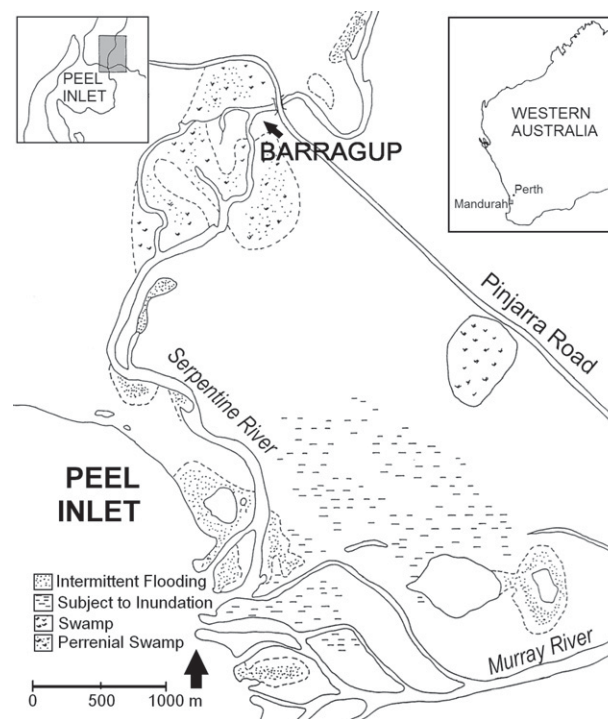 PEEL
INLET
WESTERN
AUSTRALIA
Perth
Mandurah
BARRAGUP
Pinjarra Road
Serpentine River
PEEL
INLET
Intermittent Flooding
Subject to Inundation
Swamp
Perrenial Swamp
Murray River
0 500 1000 m